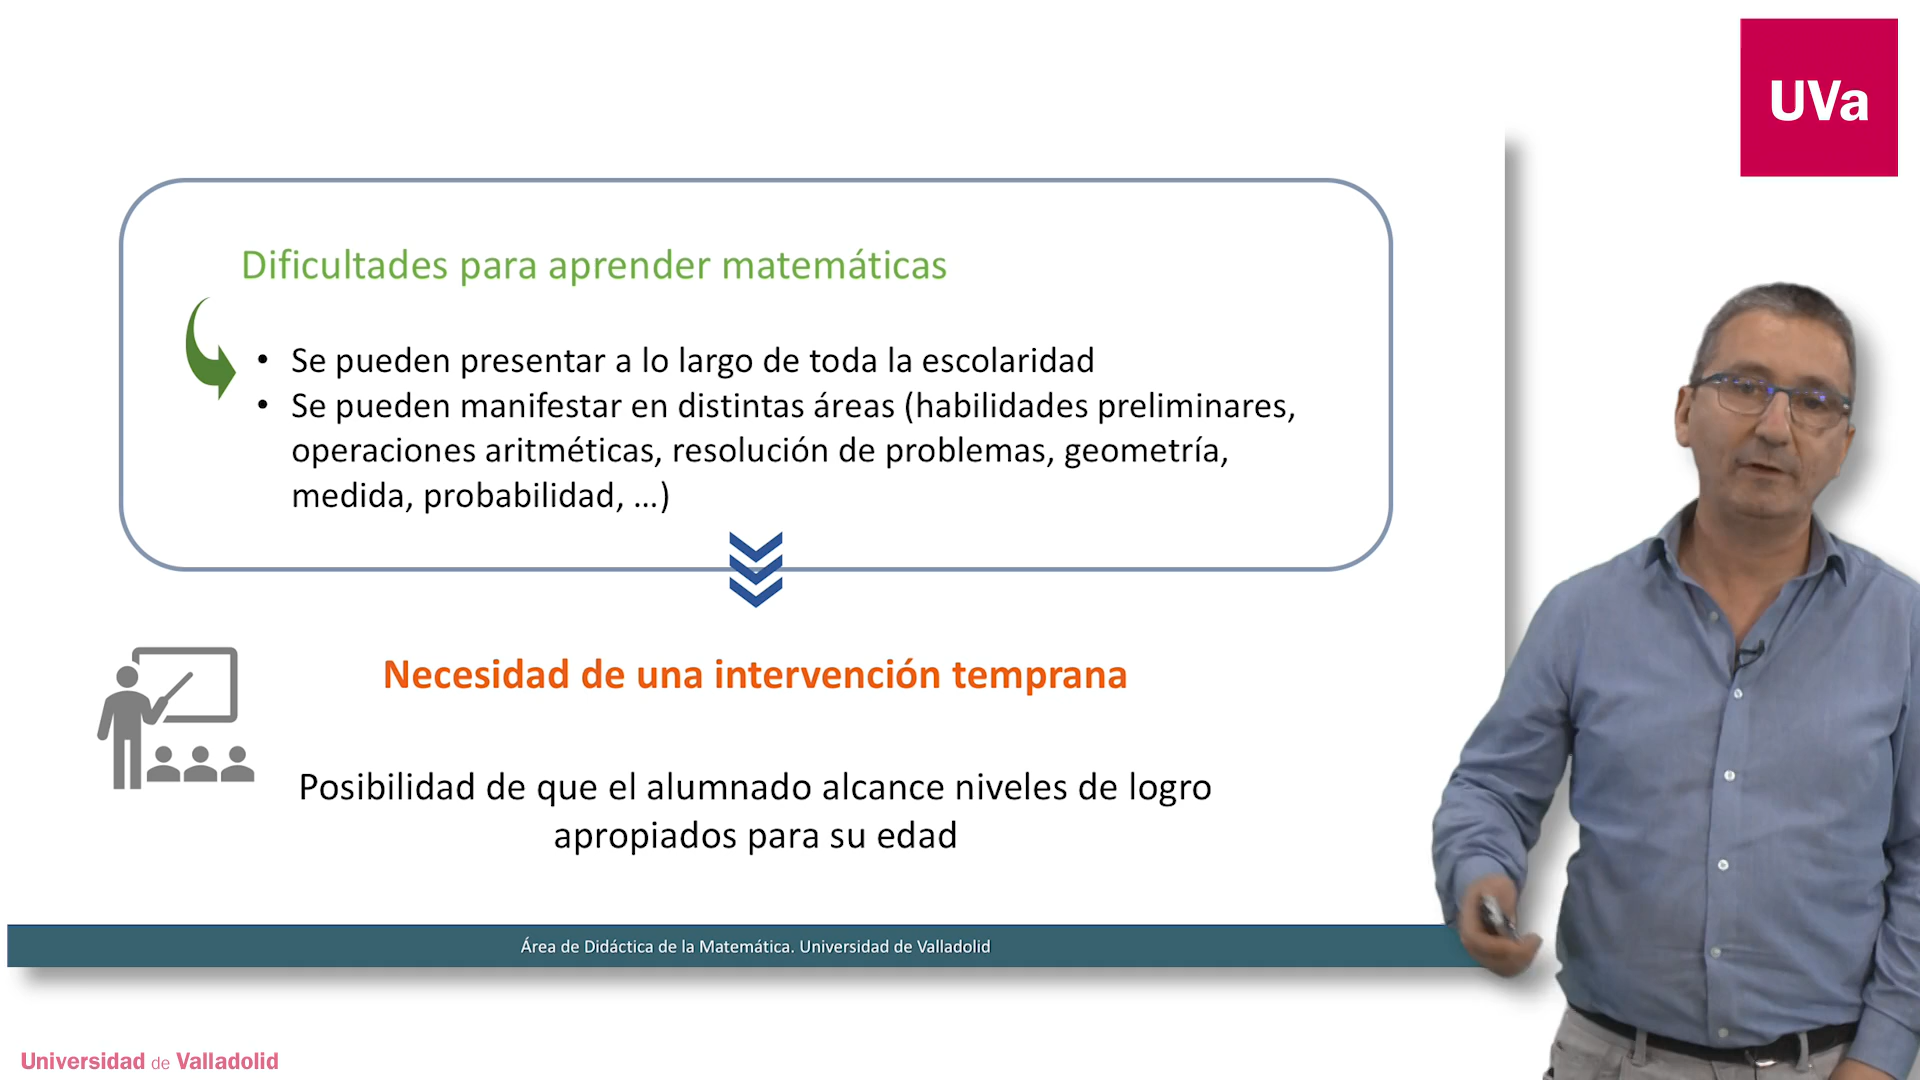 UVa
Dificultades para aprender matemáticas
• Se pueden presentar a lo largo de toda la escolaridad
• Se pueden manifestar en distintas áreas (habilidades preliminares,
operaciones aritméticas, resolución de problemas, geometría,
medida, probabilidad, ...)
Necesidad de una intervención temprana
Posibilidad de que el alumnado alcance niveles de logro
apropiados para su edad
Área de Didáctica de la Matemática. Universidad de Valladolid
Universidad de Valladolid